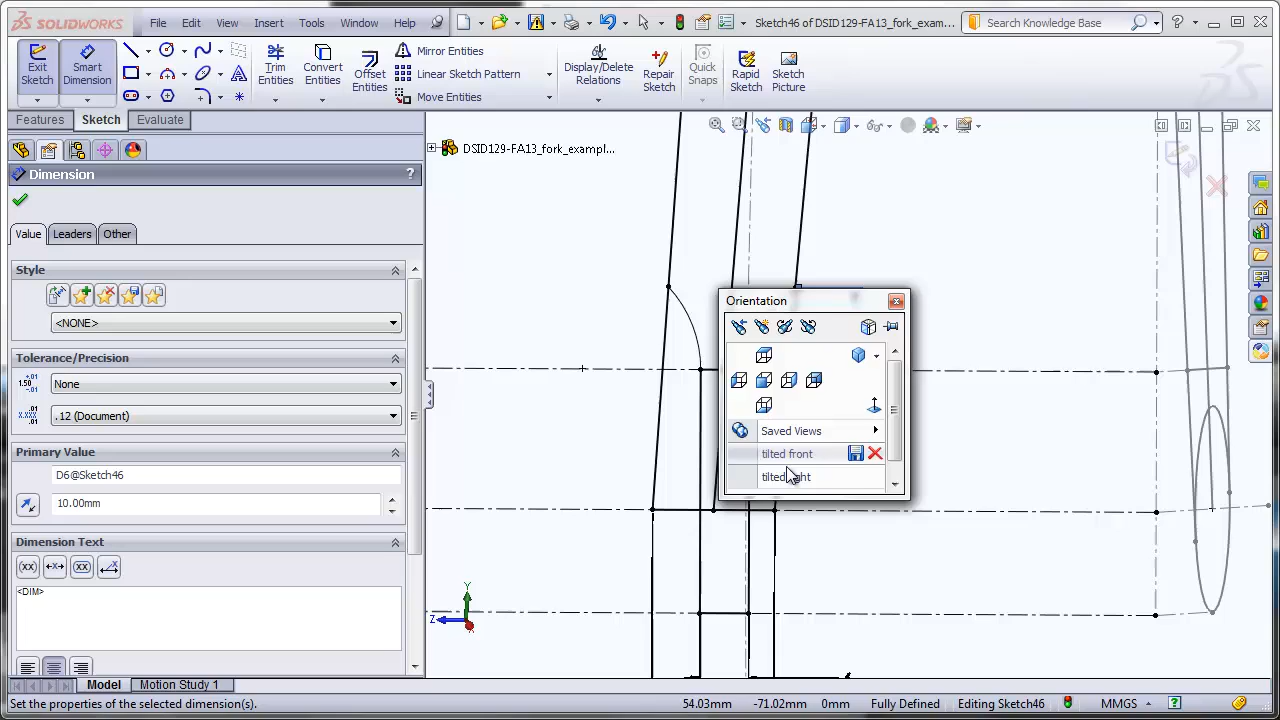 SOLIDWORKS
File Edit View Insert Tools Window Help
Sketch46 of DSID129-FA13_fork_exam...
Search Knowledge Base
Exit Sketch
Smart Dimension
Trim Entities
Convert Entities
Offset Entities
Mirror Entities
Linear Sketch Pattern
Move Entities
Display/Delete Relations
Repair Sketch
Quick Snaps
Rapid Sketch
Sketch Picture
Features Sketch Evaluate
DSID129-FA13_fork_exampl...
Dimension
?
Value Leaders Other
Style
<NONE>
Tolerance/Precision
None
.12 (Document)
Primary Value
D6@Sketch46
10.00mm
Dimension Text
<DIM>
Orientation
Saved Views
tilted front
Y
Z
Model Motion Study 1
Set the properties of the selected dimension(s).
54.03mm -71.02mm 0mm Fully Defined Editing Sketch46 MMGS